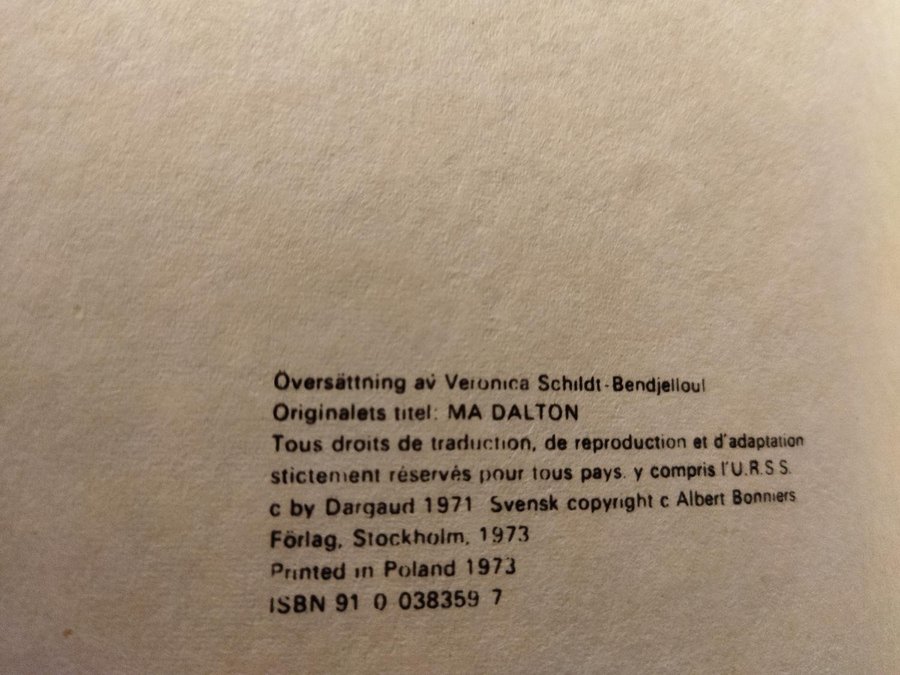 Översättning av Veronica Schildt-Bendjelloul
Originalets titel: MA DALTON
Tous droits de traduction, de reproduction et d'adaptation
stictement réservés pour tous pays. y compris l'U.R.S S.
c by Dargaud 1971 Svensk copyright c Albert Bonniers
Förlag, Stockholm, 1973
Printed in Poland 1973
ISBN 91 0 038359 7